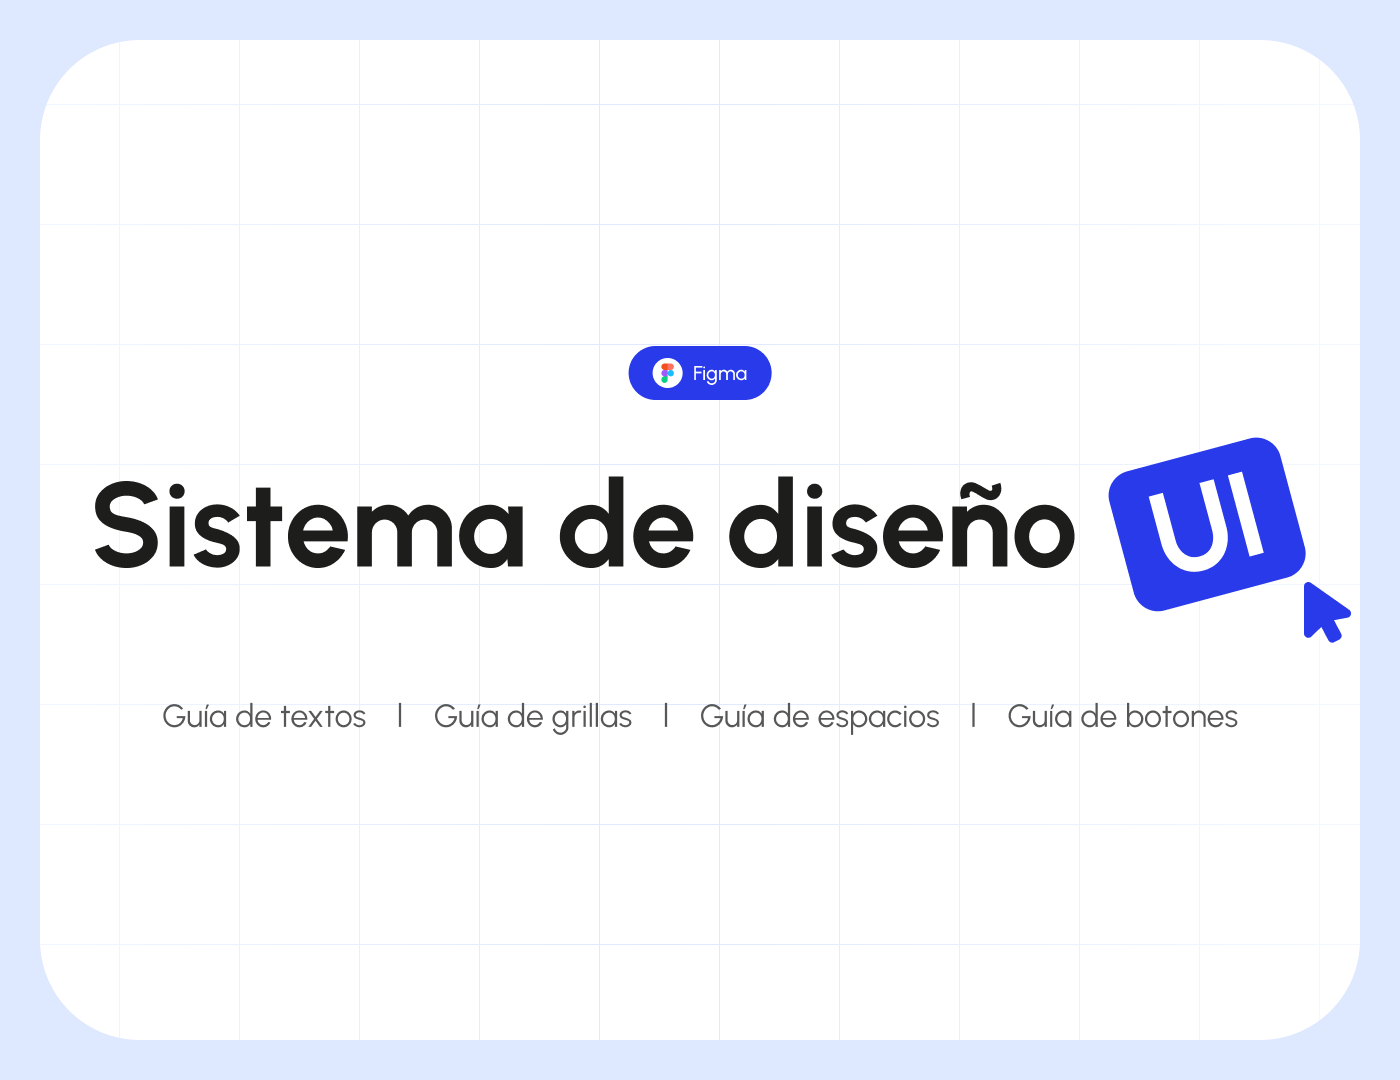 Figma
Sistema de diseño UI
Guía de textos | Guía de grillas | Guía de espacios | Guía de botones